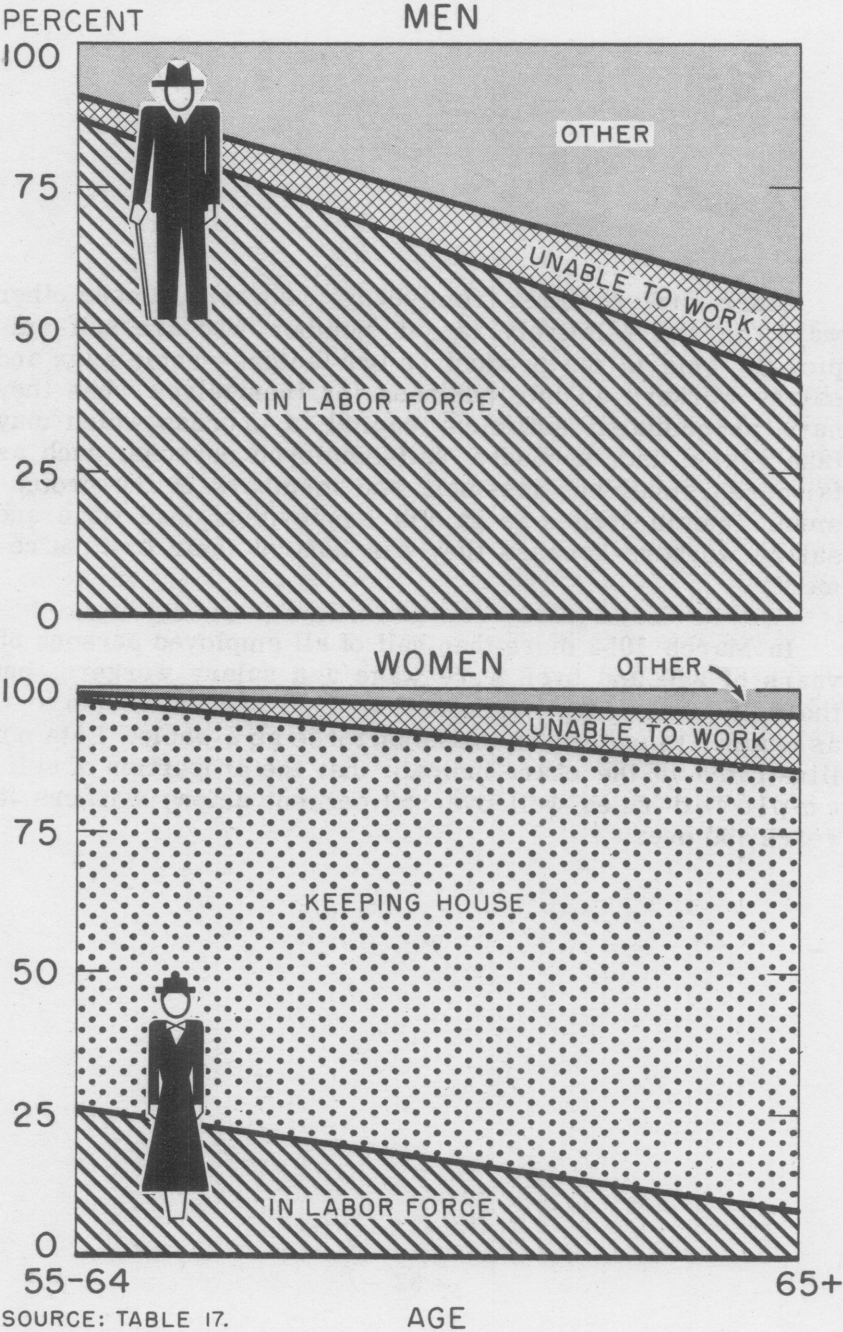 PERCENT
MEN
100
OTHER
75
UNABLE TO WORK
50
IN LABOR FORCE
25
0
WOMEN
OTHER
100
UNABLE TO WORK
75
KEEPING HOUSE
50
25
IN LABOR FORCE
0
55-64
65+
SOURCE: TABLE 17.
AGE